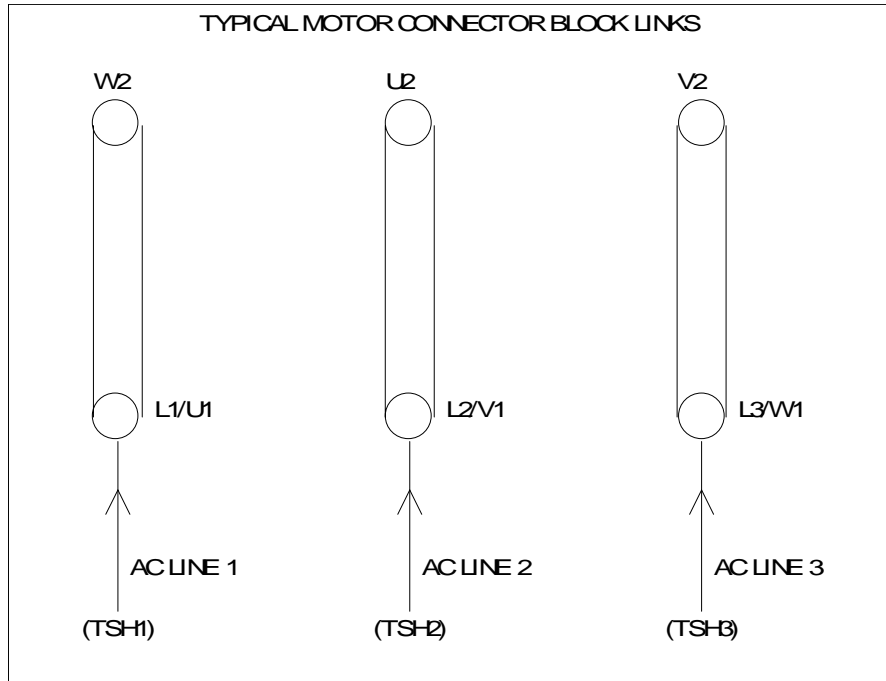 TYPICAL MOTOR CONNECTOR BLOCK LINKS
W2 U2 V2
L1/U1 L2/V1 L3/W1
AC LINE 1 AC LINE 2 AC LINE 3
(TSH1) (TSH2) (TSH3)